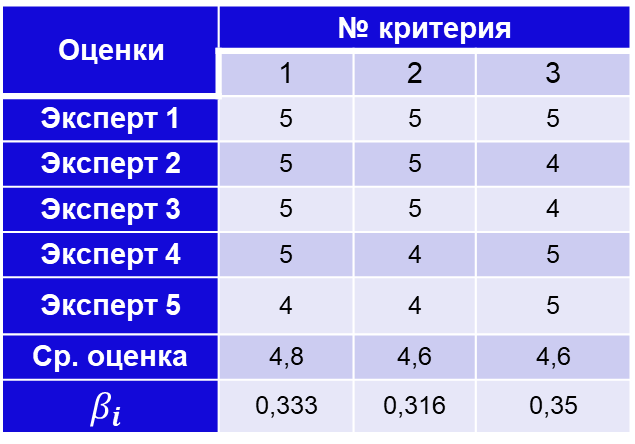 Оценки № критерия
1 2 3
Эксперт 1 5 5 5
Эксперт 2 5 5 4
Эксперт 3 5 5 4
Эксперт 4 5 4 5
Эксперт 5 4 4 5
Ср. оценка 4,8 4,6 4,6
βᵢ 0,333 0,316 0,35